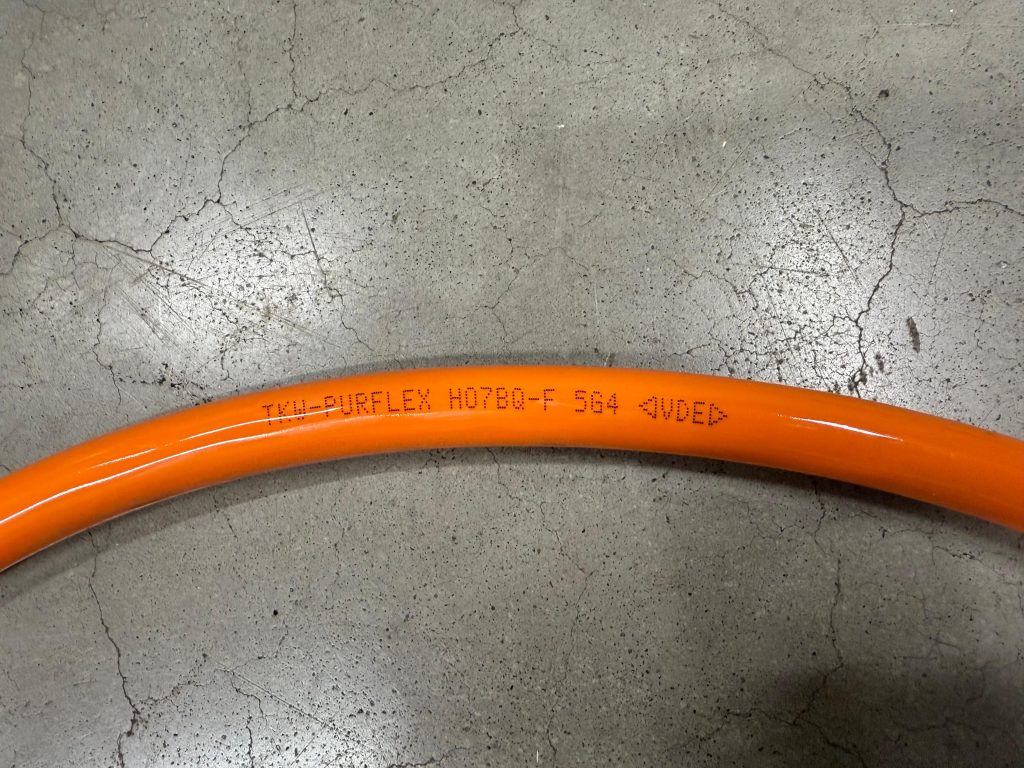 TKW-PURFLEX H07BQ-F 5G4 ◁VDE▷